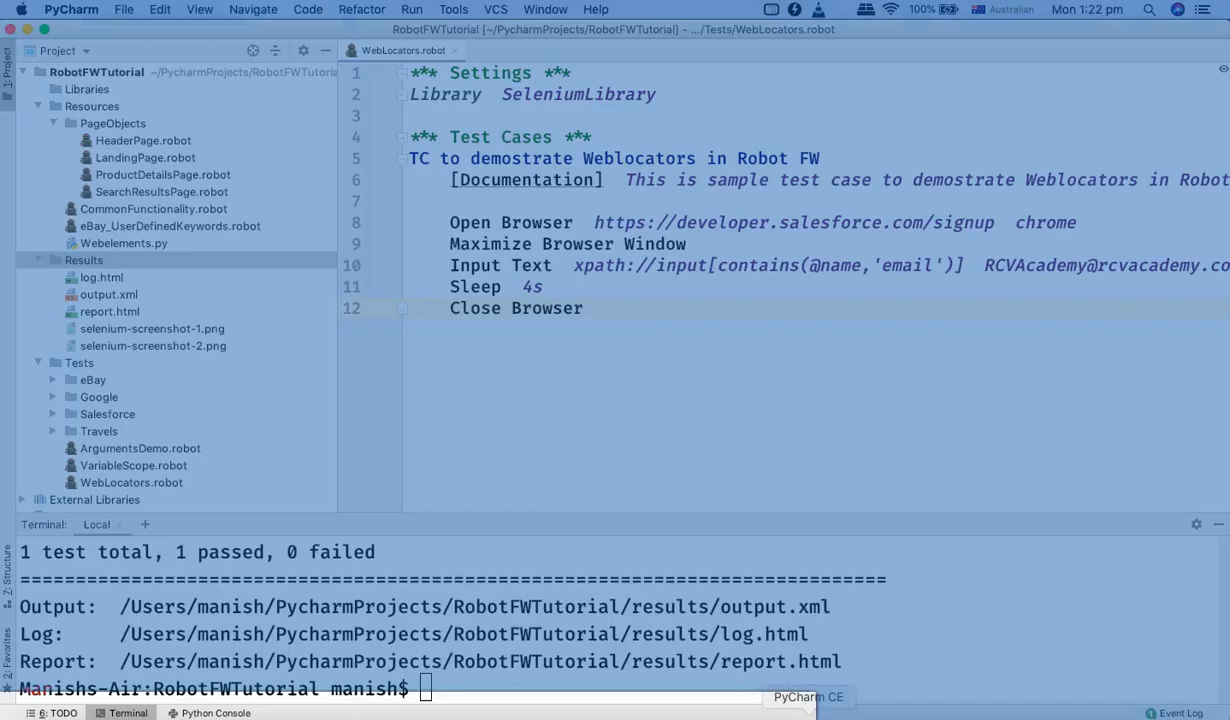 PyCharm File Edit View Navigate Code Refactor Run Tools VCS Window Help 100% Australian Mon 1:22 pm
RobotFWTutorial [~/PycharmProjects/RobotFWTutorial] - .../Tests/WebLocators.robot
Project
WebLocators.robot
1: Project
RobotFWTutorial ~/PycharmProjects/RobotFWTutoria
Libraries
Resources
PageObjects
HeaderPage.robot
LandingPage.robot
ProductDetailsPage.robot
SearchResultsPage.robot
CommonFunctionality.robot
eBay_UserDefinedKeywords.robot
Webelements.py
Results
log.html
output.xml
report.html
selenium-screenshot-1.png
selenium-screenshot-2.png
Tests
eBay
Google
Salesforce
Travels
ArgumentsDemo.robot
VariableScope.robot
WebLocators.robot
External Libraries
1 *** Settings ***
2 Library SeleniumLibrary
3
4 *** Test Cases ***
5 TC to demostrate Weblocators in Robot FW
6 [Documentation] This is sample test case to demostrate Weblocators in Robot
7
8 Open Browser https://developer.salesforce.com/signup chrome
9 Maximize Browser Window
10 Input Text xpath://input[contains(@name,'email')] RCVAcademy@rcvacademy.co
11 Sleep 4s
12 Close Browser
Terminal: Local +
1 test total, 1 passed, 0 failed
==============================================================================
Output: /Users/manish/PycharmProjects/RobotFWTutorial/results/output.xml
Log: /Users/manish/PycharmProjects/RobotFWTutorial/results/log.html
Report: /Users/manish/PycharmProjects/RobotFWTutorial/results/report.html
Manishs-Air:RobotFWTutorial manish$
7: Structure
2: Favorites
PyCharm CE
6: TODO Terminal Python Console 1 Event Log